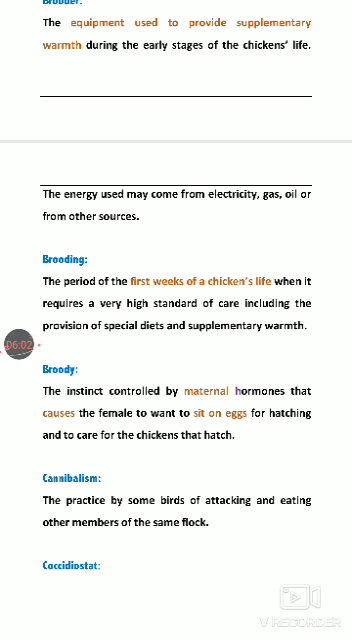 Brooder:
The equipment used to provide supplementary
warmth during the early stages of the chickens' life.
The energy used may come from electricity, gas, oil or
from other sources.
Brooding:
The period of the first weeks of a chicken's life when it
requires a very high standard of care including the
provision of special diets and supplementary warmth.
06:02
Broody:
The instinct controlled by maternal hormones that
causes the female to want to sit on eggs for hatching
and to care for the chickens that hatch.
Cannibalism:
The practice by some birds of attacking and eating
other members of the same flock.
Coccidiostat:
V RECORDER